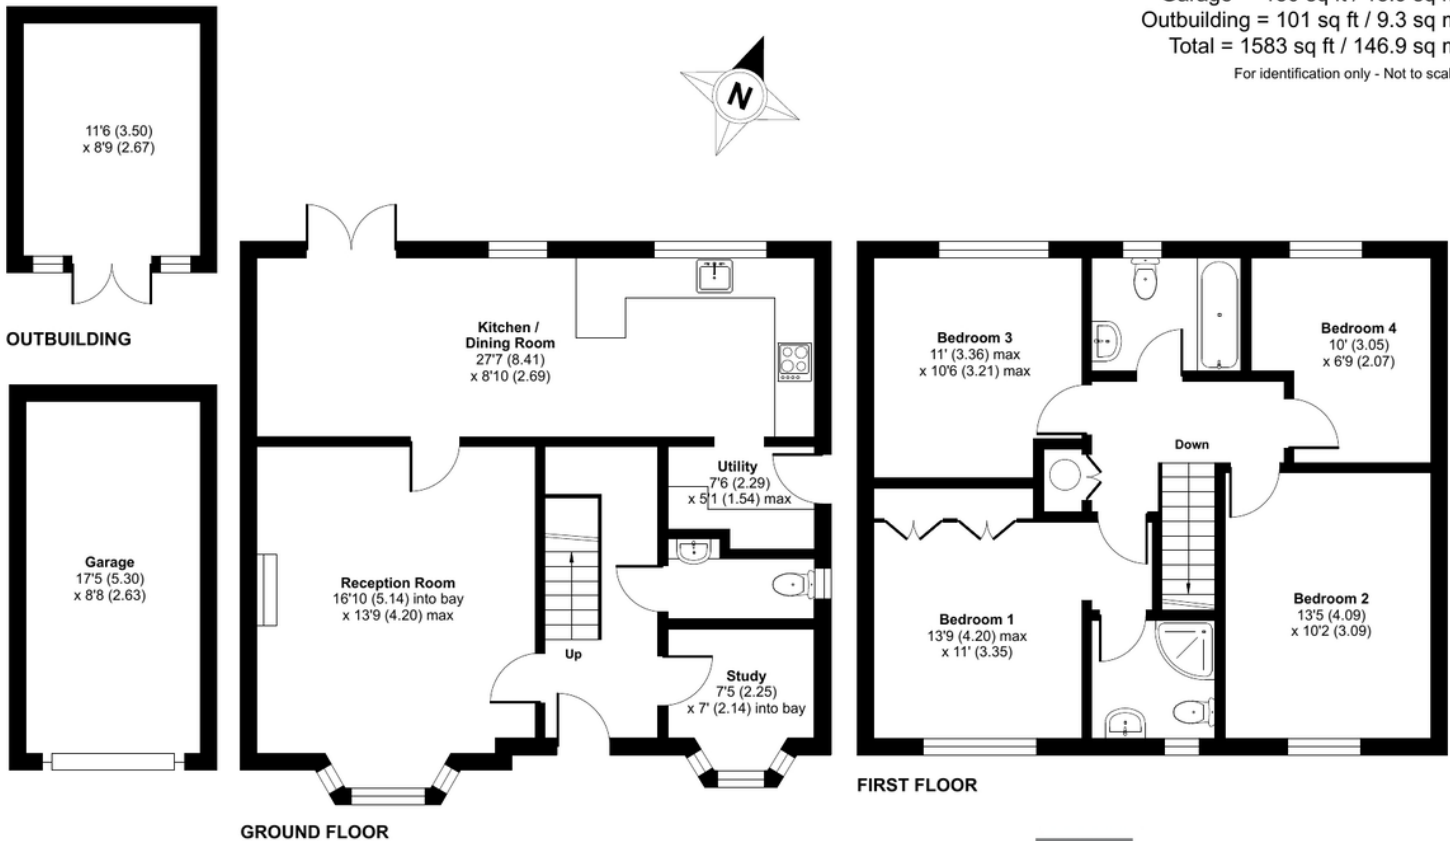 Outbuilding = 101 sq ft / 9.3 sq m
Total = 1583 sq ft / 146.9 sq m
For identification only - Not to scal
N
11'6 (3.50)
x 8'9 (2.67)
OUTBUILDING
Garage
17'5 (5.30)
x 8'8 (2.63)
Kitchen /
Dining Room
27'7 (8.41)
x 8'10 (2.69)
Utility
7'6 (2.29)
x 5'1 (1.54) max
Reception Room
16'10 (5.14) into bay
x 13'9 (4.20) max
Up
Study
7'5 (2.25)
x 7' (2.14) into bay
GROUND FLOOR
Bedroom 3
11' (3.36) max
x 10'6 (3.21) max
Bedroom 4
10' (3.05)
x 6'9 (2.07)
Down
Bedroom 1
13'9 (4.20) max
x 11' (3.35)
Bedroom 2
13'5 (4.09)
x 10'2 (3.09)
FIRST FLOOR